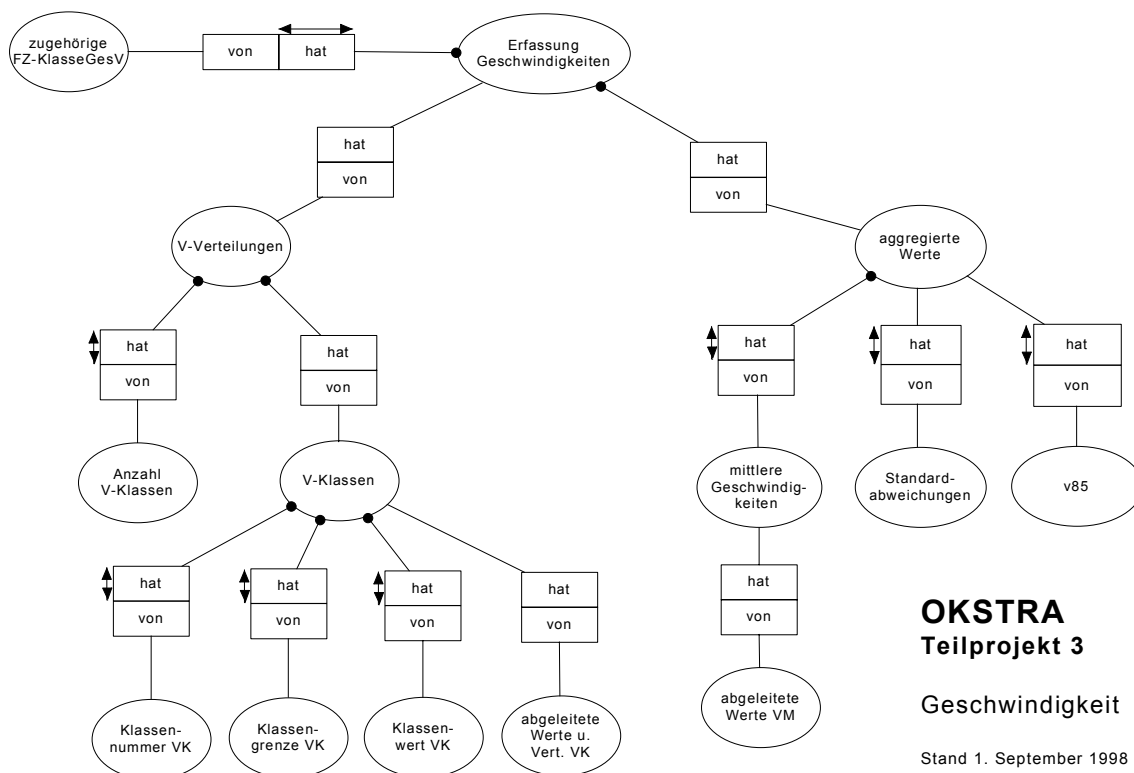 zugehörige
FZ-KlasseGesV
von
hat
Erfassung
Geschwindigkeiten
hat
von
hat
von
V-Verteilungen
aggregierte
Werte
hat
von
hat
von
hat
von
hat
von
hat
von
Anzahl
V-Klassen
V-Klassen
mittlere
Geschwindig-
keiten
Standard-
abweichungen
v85
hat
von
hat
von
hat
von
hat
von
hat
von
Klassen-
nummer VK
Klassen-
grenze VK
Klassen-
wert VK
abgeleitete
Werte u.
Vert. VK
abgeleitete
Werte VM
OKSTRA
Teilprojekt 3
Geschwindigkeit
Stand 1. September 1998